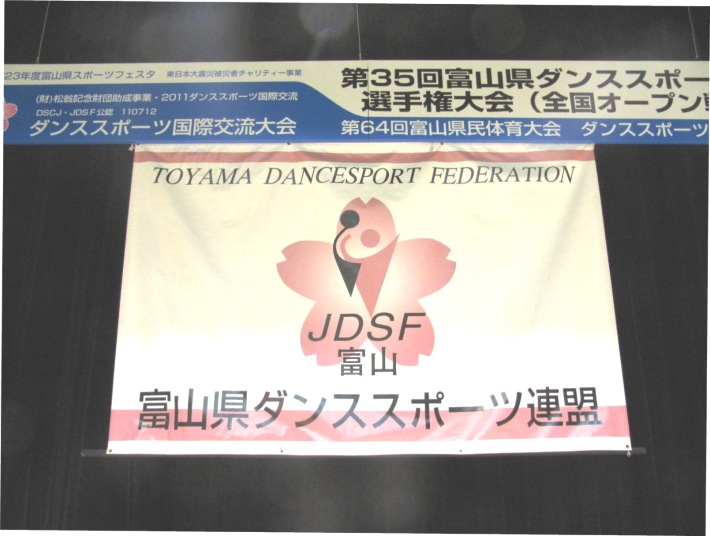 23年度富山県スポーツフェスタ 東日本大震災被災者チャリティー事業
(財)松翁記念財団助成事業・2011ダンススポーツ国際交流
DSCJ・JDSF公認 110712
ダンススポーツ国際交流大会
第35回富山県ダンススポー
選手権大会(全国オープン戦
第64回富山県民体育大会 ダンススポーツ
TOYAMA DANCESPORT FEDERATION
JDSF
富山
富山県ダンススポーツ連盟